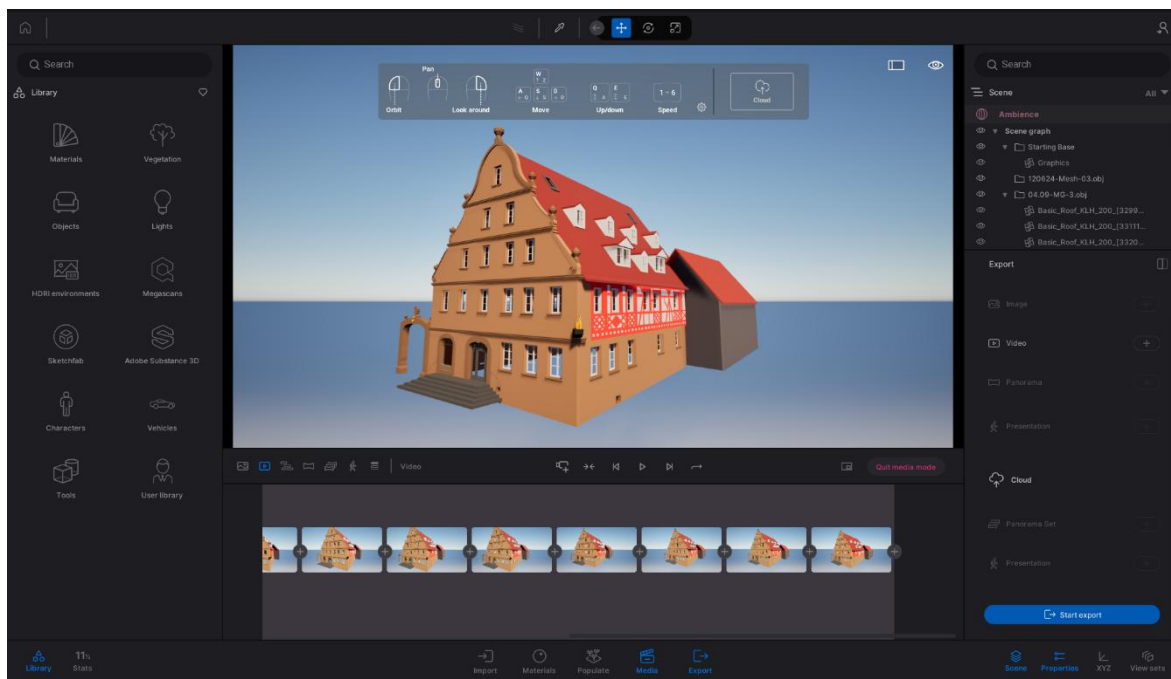 Search
Library
Materials
Vegetation
Objects
Lights
HDRI environments
Megascans
Sketchfab
Adobe Substance 3D
Characters
Vehicles
Tools
User library
Pan
Orbit
Look around
W
A S D
Move
Q E
Up/down
1 - 6
Speed
Cloud
Video
Quit media mode
Search
Scene
All
Ambience
Scene graph
Starting Base
Graphics
120624-Mesh-03.obj
04.09-MG-3.obj
Basic_Roof_KLH_200_[3299...
Basic_Roof_KLH_200_[33111...
Basic_Roof_KLH_200_[3320...
Export
Image
Video
Panorama
Presentation
Cloud
Panorama Set
Presentation
Start export
Library
11%
Stats
Import
Materials
Populate
Media
Export
Scene
Properties
XYZ
View sets